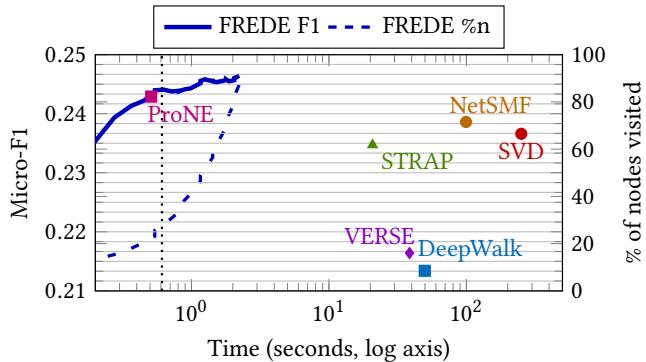 FREDE F1 FREDE %n
0.25 100
0.24 80
0.23 60
0.22 40
0.21 20
0
Micro-F1
% of nodes visited
ProNE
NetSMF
SVD
STRAP
VERSE
DeepWalk
10^0 10^1 10^2
Time (seconds, log axis)